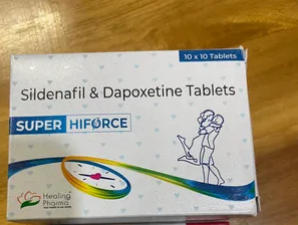 10 x 10 Tablets
Sildenafil & Dapoxetine Tablets
SUPER HIFORCE
Healing
Pharma